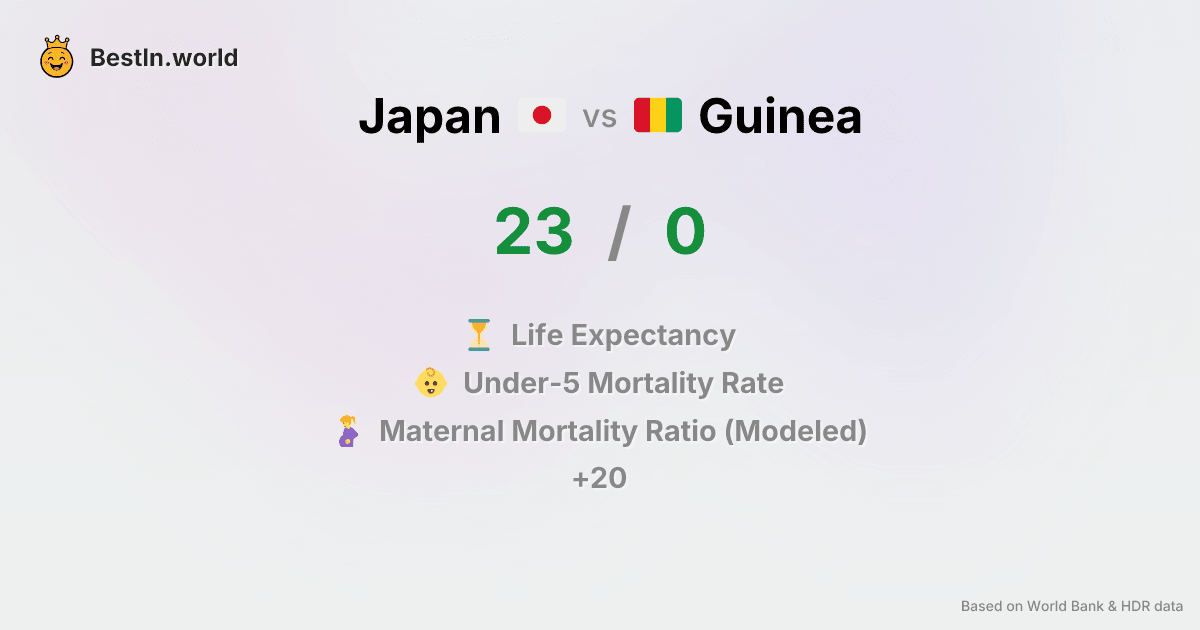 BestIn.world
Japan vs Guinea
23 / 0
Life Expectancy
Under-5 Mortality Rate
Maternal Mortality Ratio (Modeled)
+20
Based on World Bank & HDR data